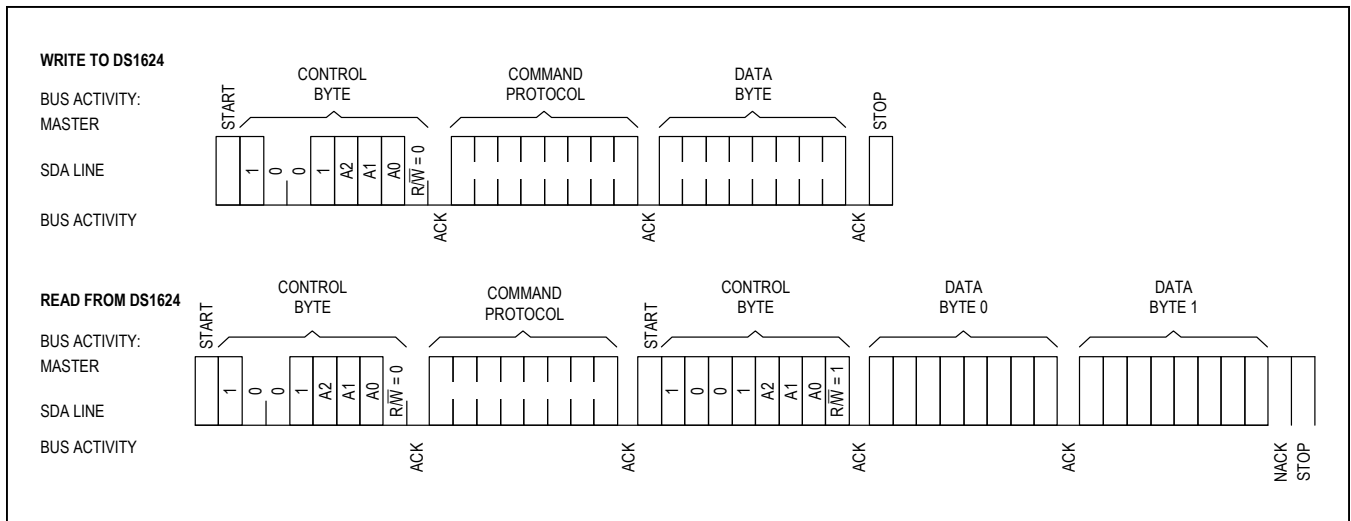 WRITE TO DS1624
BUS ACTIVITY:
MASTER
SDA LINE
BUS ACTIVITY
START
CONTROL
BYTE
COMMAND
PROTOCOL
DATA
BYTE
STOP
1 0 0 1 A2 A1 A0 R/W̅ = 0
ACK ACK ACK
READ FROM DS1624
BUS ACTIVITY:
MASTER
SDA LINE
BUS ACTIVITY
START
CONTROL
BYTE
COMMAND
PROTOCOL
START
CONTROL
BYTE
DATA
BYTE 0
DATA
BYTE 1
1 0 0 1 A2 A1 A0 R/W̅ = 0
1 0 0 1 A2 A1 A0 R/W̅ = 1
ACK ACK ACK ACK NACK STOP